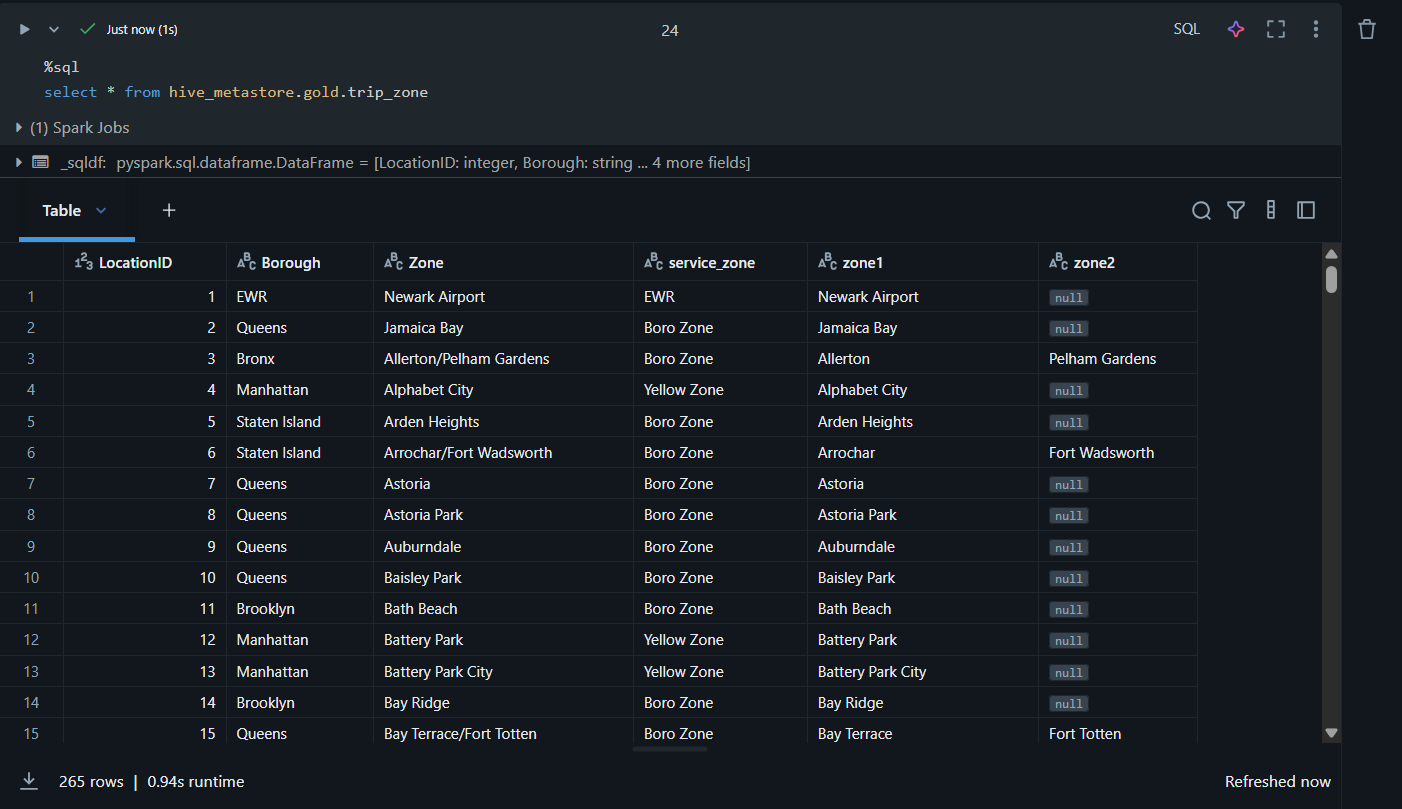 Just now (1s)
24
SQL
%sql
select * from hive_metastore.gold.trip_zone
(1) Spark Jobs
_sqldf: pyspark.sql.dataframe.DataFrame = [LocationID: integer, Borough: string ... 4 more fields]
Table
+
123 LocationID ABC Borough ABC Zone ABC service_zone ABC zone1 ABC zone2
1 1 EWR Newark Airport EWR Newark Airport null
2 2 Queens Jamaica Bay Boro Zone Jamaica Bay null
3 3 Bronx Allerton/Pelham Gardens Boro Zone Allerton Pelham Gardens
4 4 Manhattan Alphabet City Yellow Zone Alphabet City null
5 5 Staten Island Arden Heights Boro Zone Arden Heights null
6 6 Staten Island Arrochar/Fort Wadsworth Boro Zone Arrochar Fort Wadsworth
7 7 Queens Astoria Boro Zone Astoria null
8 8 Queens Astoria Park Boro Zone Astoria Park null
9 9 Queens Auburndale Boro Zone Auburndale null
10 10 Queens Baisley Park Boro Zone Baisley Park null
11 11 Brooklyn Bath Beach Boro Zone Bath Beach null
12 12 Manhattan Battery Park Yellow Zone Battery Park null
13 13 Manhattan Battery Park City Yellow Zone Battery Park City null
14 14 Brooklyn Bay Ridge Boro Zone Bay Ridge null
15 15 Queens Bay Terrace/Fort Totten Boro Zone Bay Terrace Fort Totten
265 rows | 0.94s runtime
Refreshed now